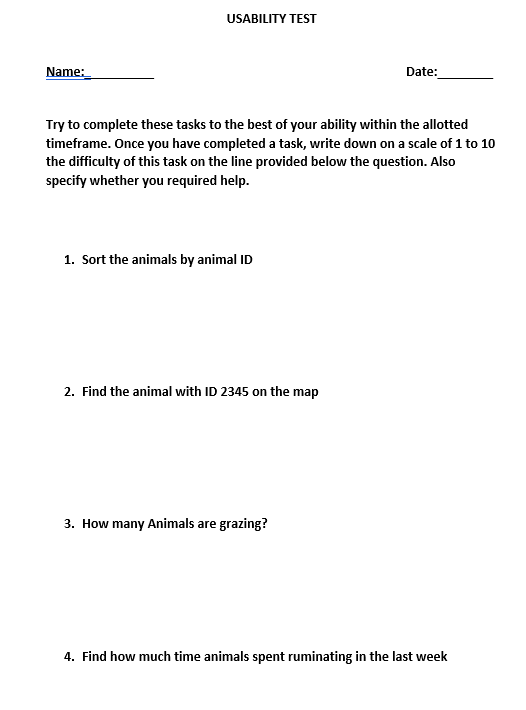 USABILITY TEST
Name:__________ Date:________
Try to complete these tasks to the best of your ability within the allotted
timeframe. Once you have completed a task, write down on a scale of 1 to 10
the difficulty of this task on the line provided below the question. Also
specify whether you required help.
1. Sort the animals by animal ID
2. Find the animal with ID 2345 on the map
3. How many Animals are grazing?
4. Find how much time animals spent ruminating in the last week